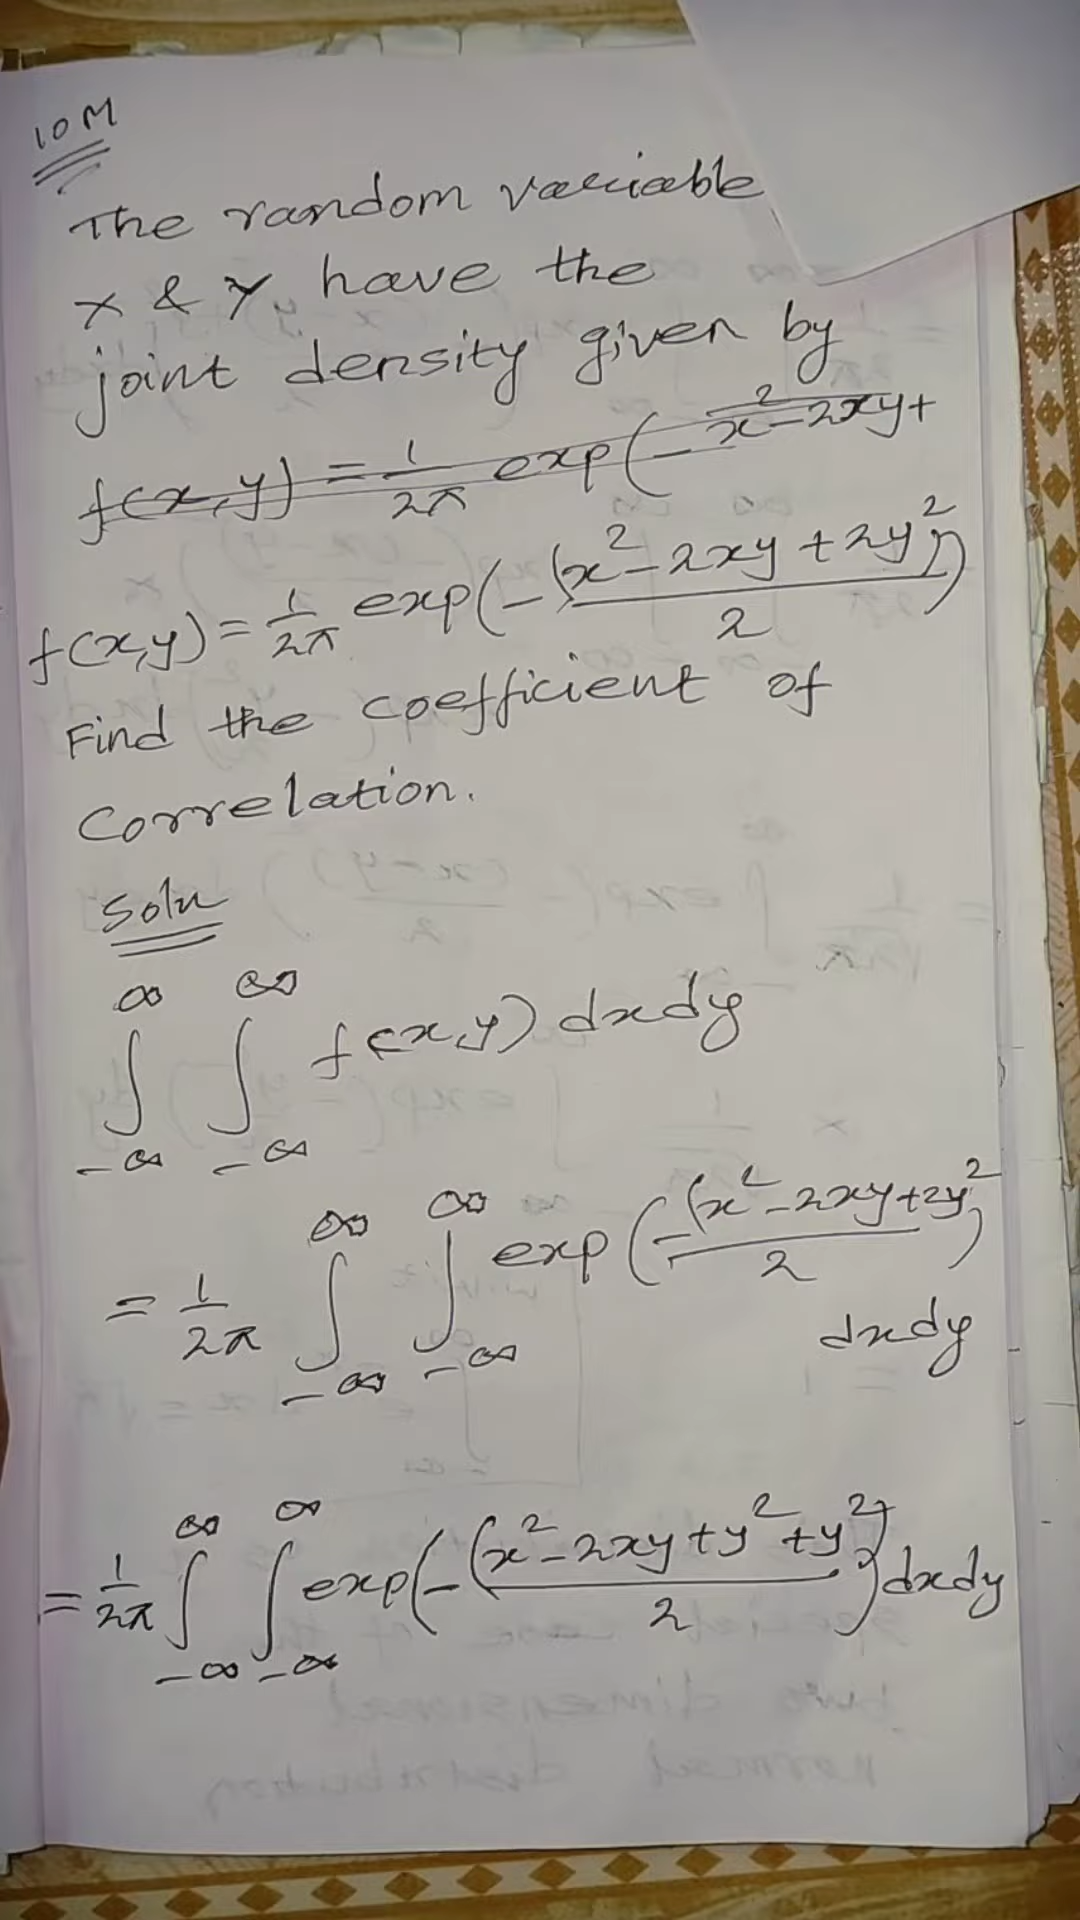 10M
The random variable
X & Y have the
joint density given by
f(x,y) = 1/2π exp(- x²-2xy+
f(x,y) = 1/2π exp(-(x²-2xy+2y²)/2)
Find the coefficient of
Correlation.
Soln
∞ ∞
∫ ∫ f(x,y) dxdy
-∞ -∞
= 1/2π ∫_{-∞}^{∞} ∫_{-∞}^{∞} exp(-(x²-2xy+2y²)/2)
dxdy
= 1/2π ∫_{-∞}^{∞} ∫_{-∞}^{∞} exp(-(x²-2xy+y²+y²)/2) dxdy